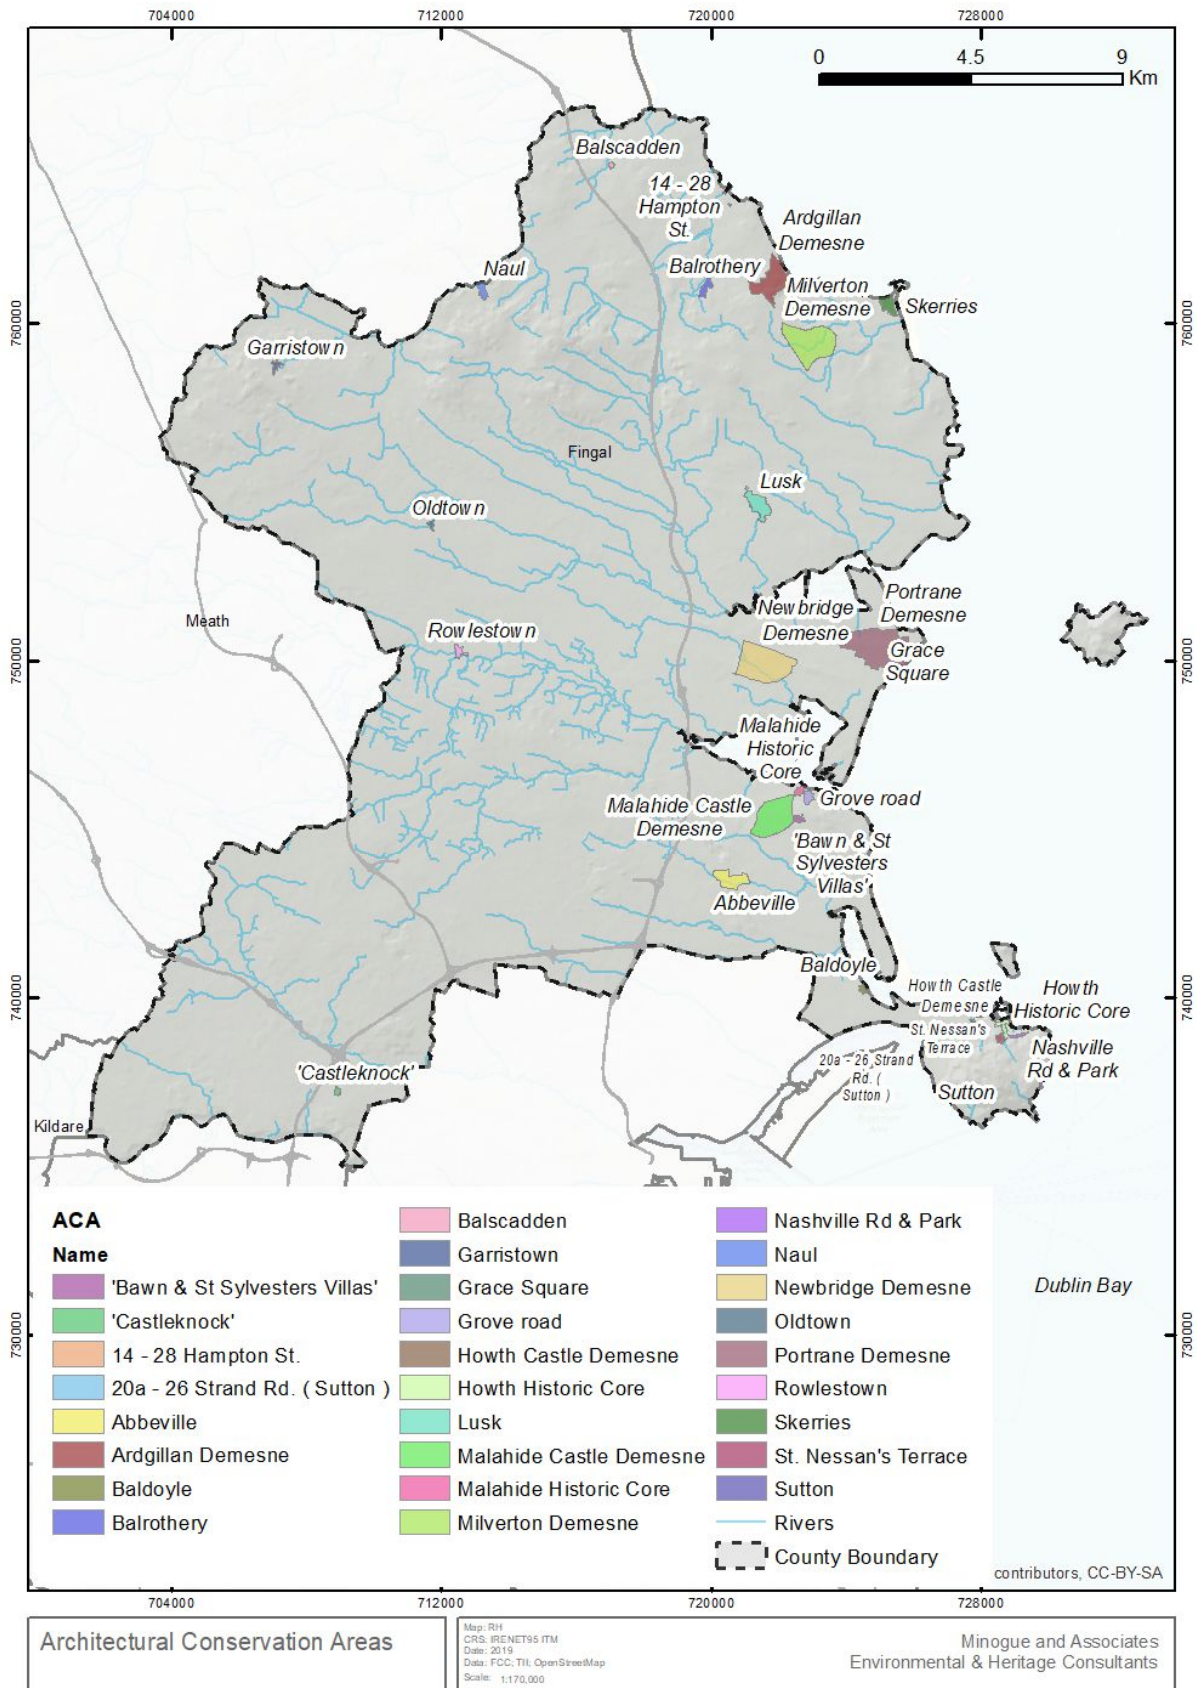 704000
712000
720000
728000
0
4.5
9
Km
Balscadden
14 - 28
Hampton
St.
Ardgillan
Demesne
Naul
Balrothery
Milverton
Demesne
Skerries
760000
760000
Garristown
Fingal
Lusk
Oldtown
Meath
Rowlestown
Newbridge
Demesne
Portrane
Demesne
Grace
Square
750000
750000
Malahide
Historic
Core
Grove road
Malahide Castle
Demesne
'Bawn & St
Sylvesters
Villas'
Abbeville
Baldoyle
Howth Castle
Demesne
Howth
Historic Core
740000
740000
St. Nessan's
Terrace
Nashville
Rd & Park
20a - 26 Strand
Rd. (
Sutton )
Sutton
'Castleknock'
Kildare
Dublin Bay
730000
730000
ACA
Name
'Bawn & St Sylvesters Villas'
'Castleknock'
14 - 28 Hampton St.
20a - 26 Strand Rd. ( Sutton )
Abbeville
Ardgillan Demesne
Baldoyle
Balrothery
Balscadden
Garristown
Grace Square
Grove road
Howth Castle Demesne
Howth Historic Core
Lusk
Malahide Castle Demesne
Malahide Historic Core
Milverton Demesne
Nashville Rd & Park
Naul
Newbridge Demesne
Oldtown
Portrane Demesne
Rowlestown
Skerries
St. Nessan's Terrace
Sutton
Rivers
County Boundary
contributors, CC-BY-SA
704000
712000
720000
728000
Architectural Conservation Areas
Map: RH
CRS: IRENET95 ITM
Date: 2019
Data: FCC; TII; OpenStreetMap
Scale: 1:170,000
Minogue and Associates
Environmental & Heritage Consultants